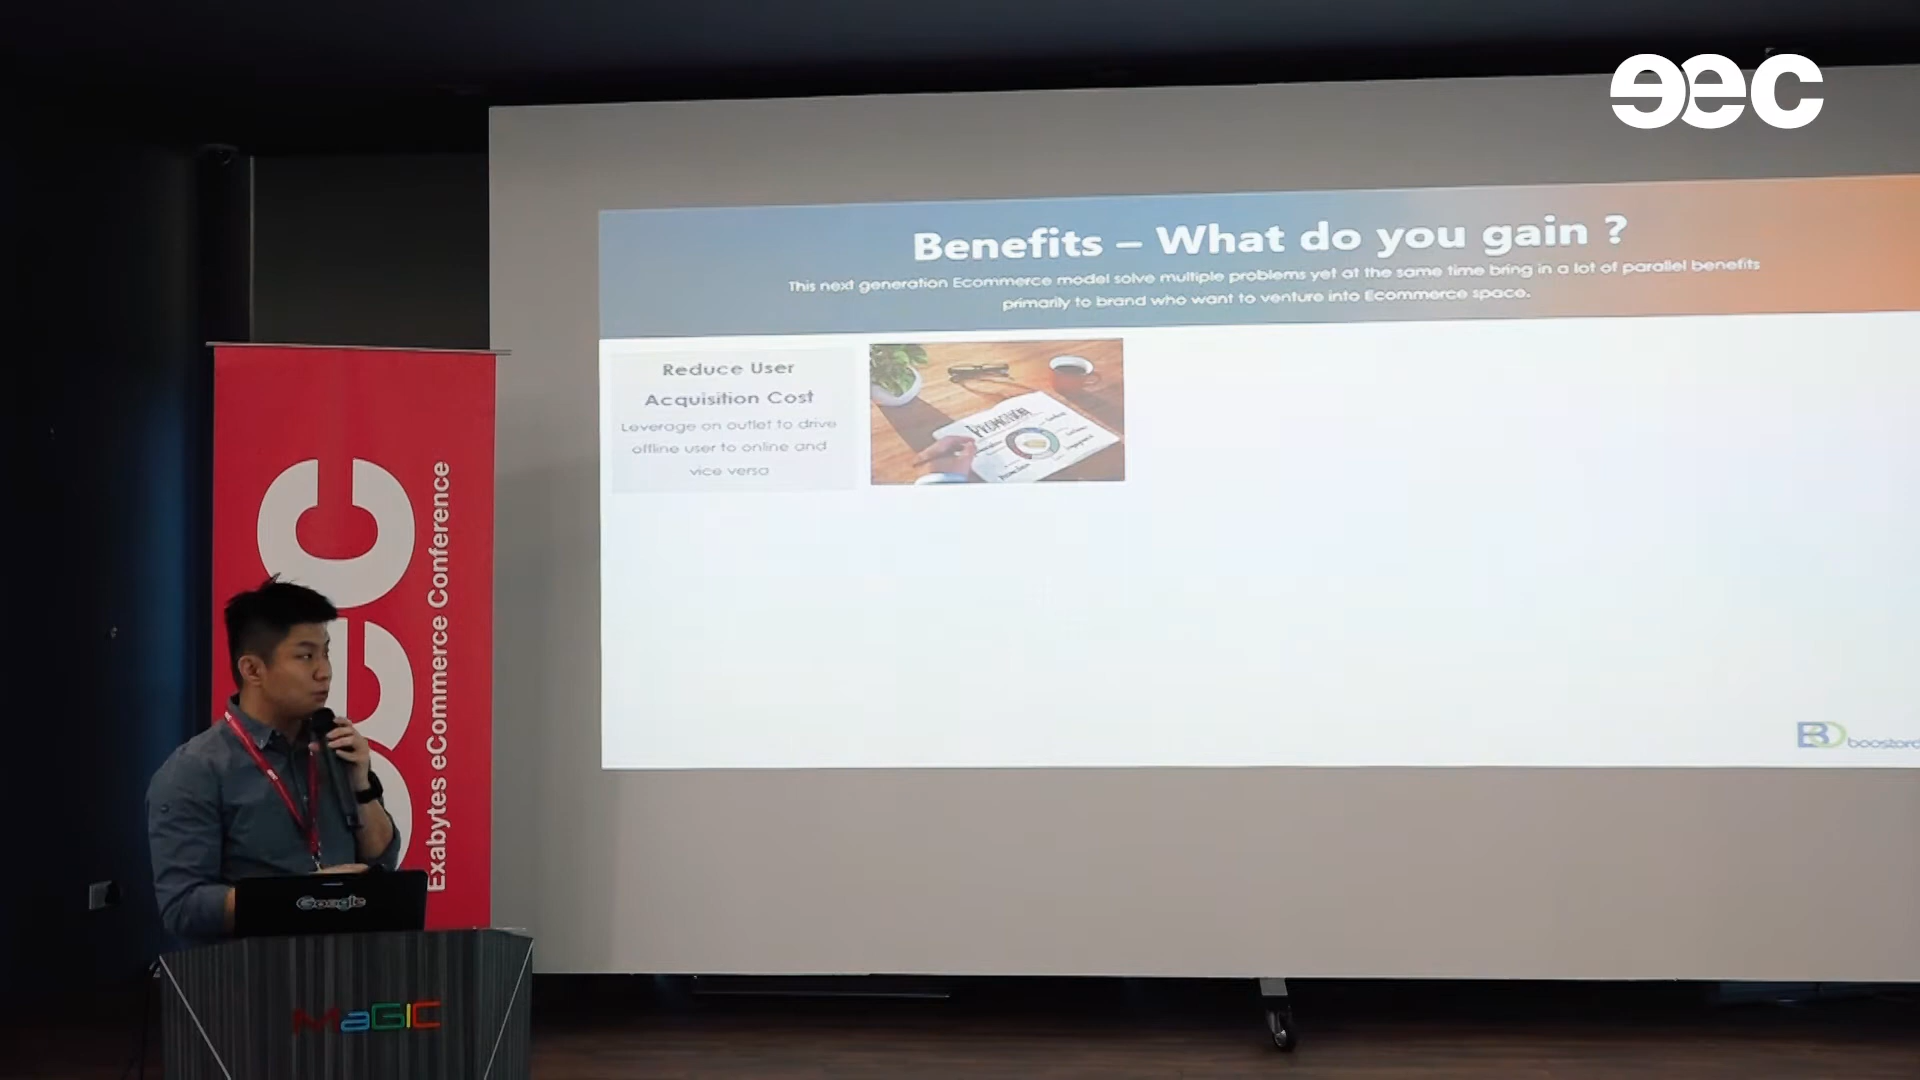 eec
Benefits – What do you gain ?
This next generation Ecommerce model solve multiple problems yet at the same time bring in a lot of parallel benefits
primarily to brand who want to venture into Ecommerce space.
Reduce User
Acquisition Cost
Leverage on outlet to drive
offline user to online and
vice versa
PROMOTION
boostord
Exabytes eCommerce Conference
Google
MaGIC